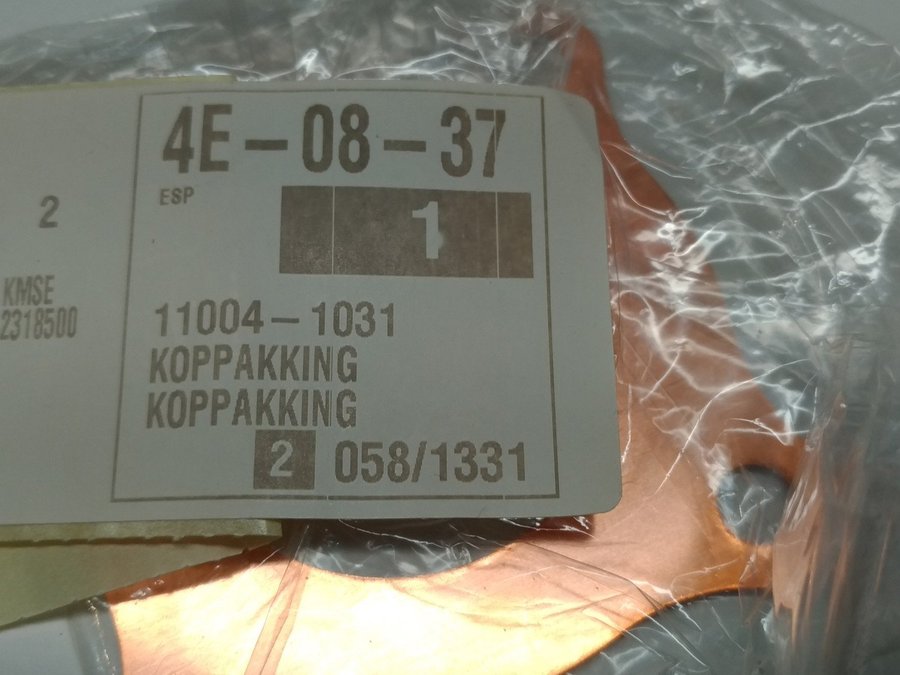 4E-08-37
ESP
1
2
KMSE
2318500
11004-1031
KOPPAKKING
KOPPAKKING
2 058/1331